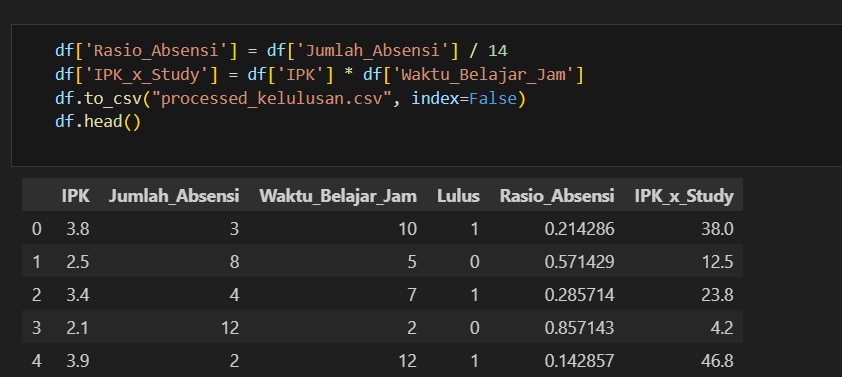 df['Rasio_Absensi'] = df['Jumlah_Absensi'] / 14
df['IPK_x_Study'] = df['IPK'] * df['Waktu_Belajar_Jam']
df.to_csv("processed_kelulusan.csv", index=False)
df.head()
IPK Jumlah_Absensi Waktu_Belajar_Jam Lulus Rasio_Absensi IPK_x_Study
0 3.8 3 10 1 0.214286 38.0
1 2.5 8 5 0 0.571429 12.5
2 3.4 4 7 1 0.285714 23.8
3 2.1 12 2 0 0.857143 4.2
4 3.9 2 12 1 0.142857 46.8